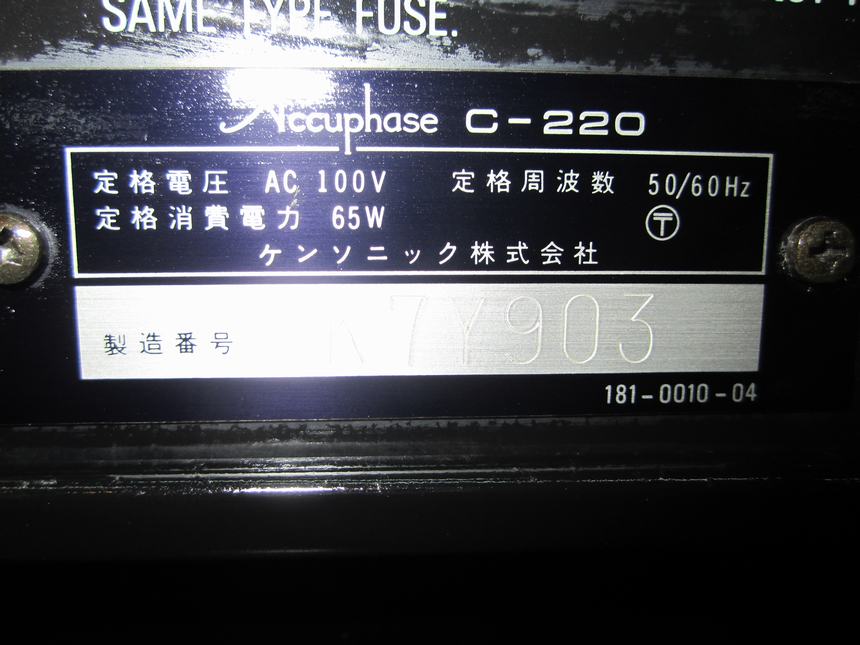 SAME TYPE FUSE.
Accuphase C-220
定格電圧 AC 100V 定格周波数 50/60Hz
定格消費電力 65W 〒
ケンソニック株式会社
製造番号 K7Y903
181-0010-04